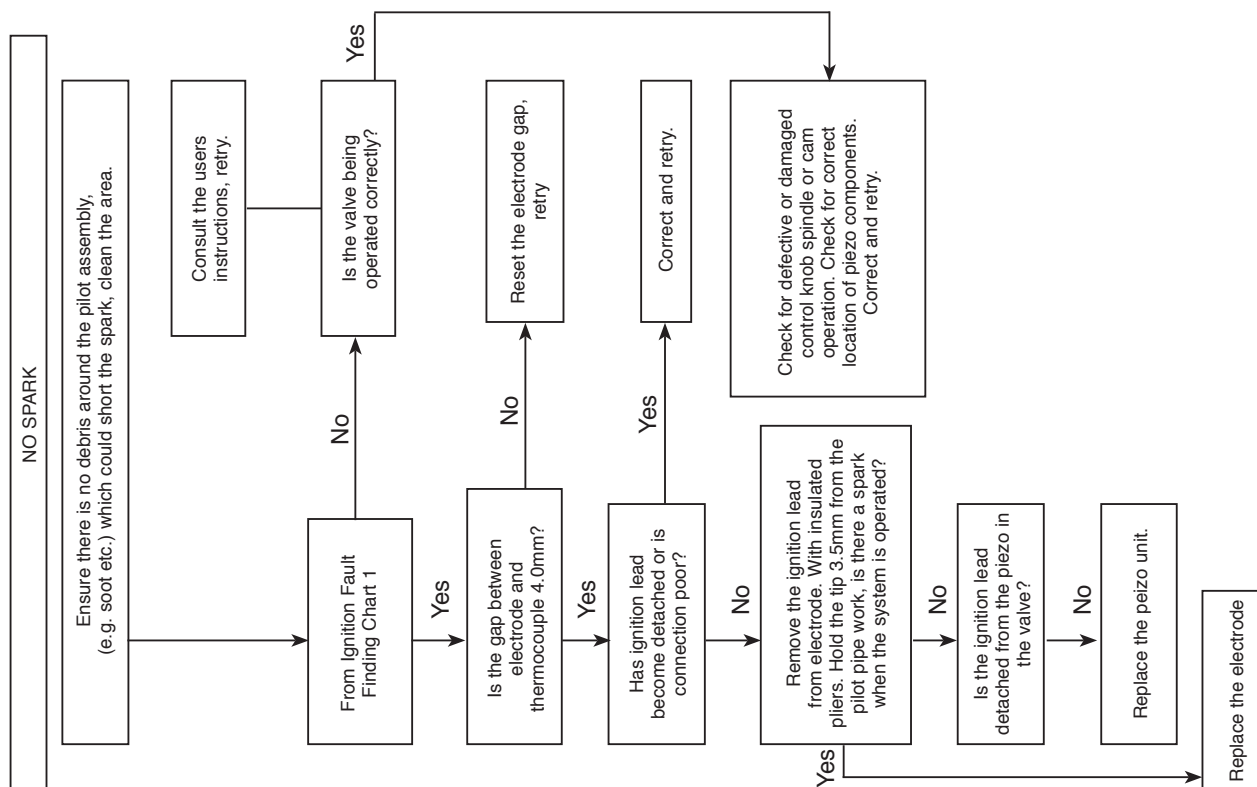 NO SPARK
Ensure there is no debris around the pilot assembly,
(e.g. soot etc.) which could short the spark, clean the area.
Consult the users
instructions, retry.
Is the valve being
operated correctly?
Yes
From Ignition Fault
Finding Chart 1
No
Yes
Is the gap between
electrode and
thermocouple 4.0mm?
No
Reset the electrode gap,
retry
Yes
Has ignition lead
become detached or is
connection poor?
Yes
Correct and retry.
No
Remove the ignition lead
from electrode. With insulated
pliers. Hold the tip 3.5mm from the
pilot pipe work, is there a spark
when the system is operated?
Check for defective or damaged
control knob spindle or cam
operation. Check for correct
location of piezo components.
Correct and retry.
Yes
No
Is the ignition lead
detached from the piezo in
the valve?
No
Replace the peizo unit.
Replace the electrode